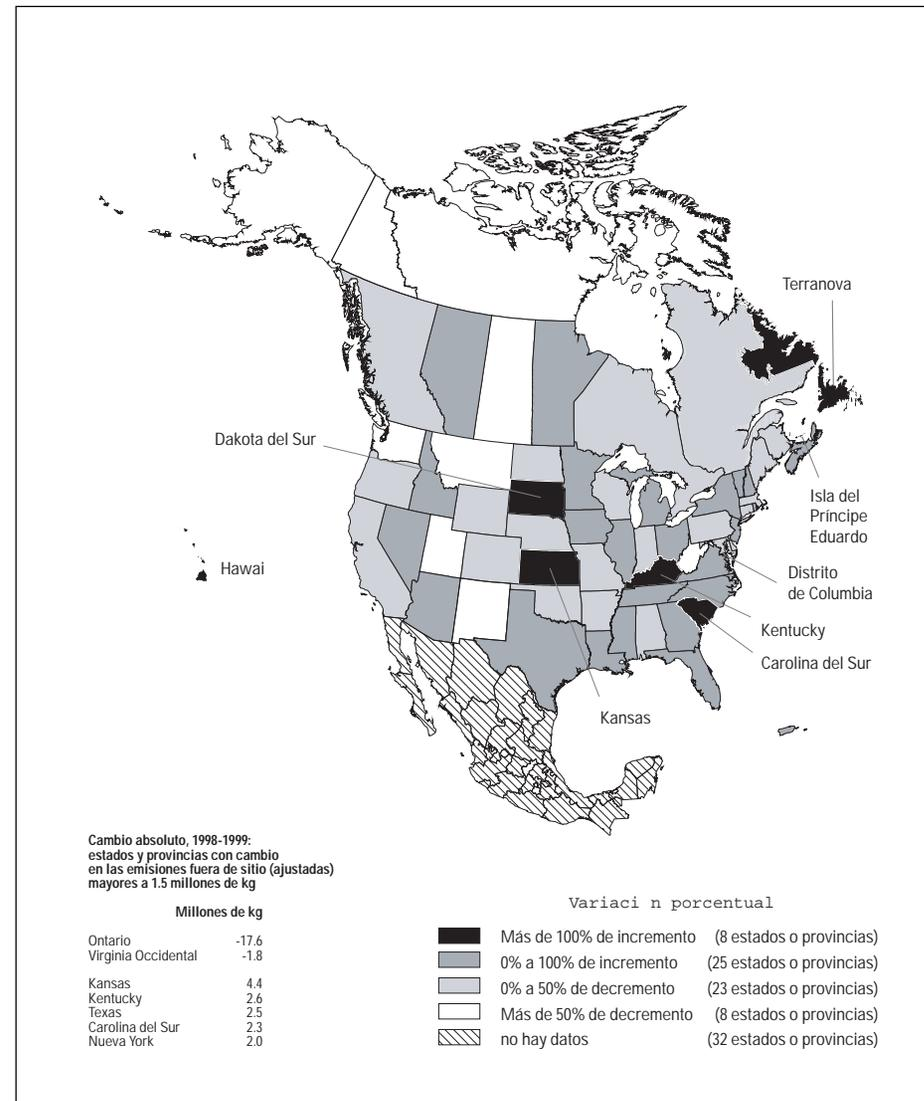 Terranova
Dakota del Sur
Isla del
Príncipe
Eduardo
Hawai
Distrito
de Columbia
Kentucky
Carolina del Sur
Kansas
Cambio absoluto, 1998-1999:
estados y provincias con cambio
en las emisiones fuera de sitio (ajustadas)
mayores a 1.5 millones de kg
Millones de kg
Ontario -17.6
Virginia Occidental -1.8
Kansas 4.4
Kentucky 2.6
Texas 2.5
Carolina del Sur 2.3
Nueva York 2.0
Variaci n porcentual
Más de 100% de incremento (8 estados o provincias)
0% a 100% de incremento (25 estados o provincias)
0% a 50% de decremento (23 estados o provincias)
Más de 50% de decremento (8 estados o provincias)
no hay datos (32 estados o provincias)